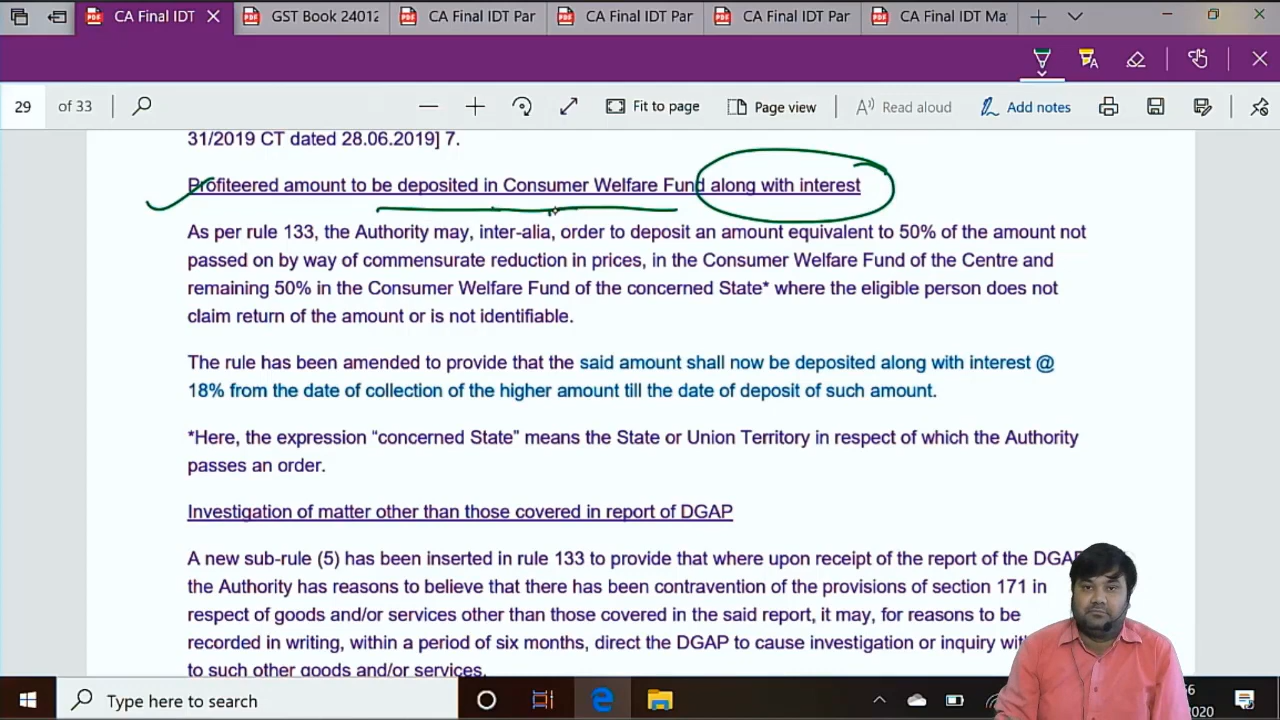 CA Final IDT
GST Book 24012
CA Final IDT Par
CA Final IDT Par
CA Final IDT Par
CA Final IDT Ma
29 of 33
Fit to page
Page view
Read aloud
Add notes
31/2019 CT dated 28.06.2019] 7.
Profiteered amount to be deposited in Consumer Welfare Fund along with interest
As per rule 133, the Authority may, inter-alia, order to deposit an amount equivalent to 50% of the amount not
passed on by way of commensurate reduction in prices, in the Consumer Welfare Fund of the Centre and
remaining 50% in the Consumer Welfare Fund of the concerned State* where the eligible person does not
claim return of the amount or is not identifiable.
The rule has been amended to provide that the said amount shall now be deposited along with interest @
18% from the date of collection of the higher amount till the date of deposit of such amount.
*Here, the expression “concerned State” means the State or Union Territory in respect of which the Authority
passes an order.
Investigation of matter other than those covered in report of DGAP
A new sub-rule (5) has been inserted in rule 133 to provide that where upon receipt of the report of the DGAP
the Authority has reasons to believe that there has been contravention of the provisions of section 171 in
respect of goods and/or services other than those covered in the said report, it may, for reasons to be
recorded in writing, within a period of six months, direct the DGAP to cause investigation or inquiry
to such other goods and/or services.
Type here to search